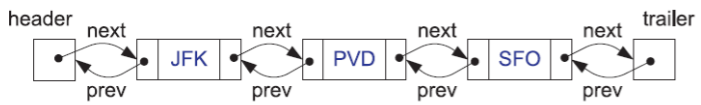 header trailer
next next next next
JFK PVD SFO
prev prev prev prev